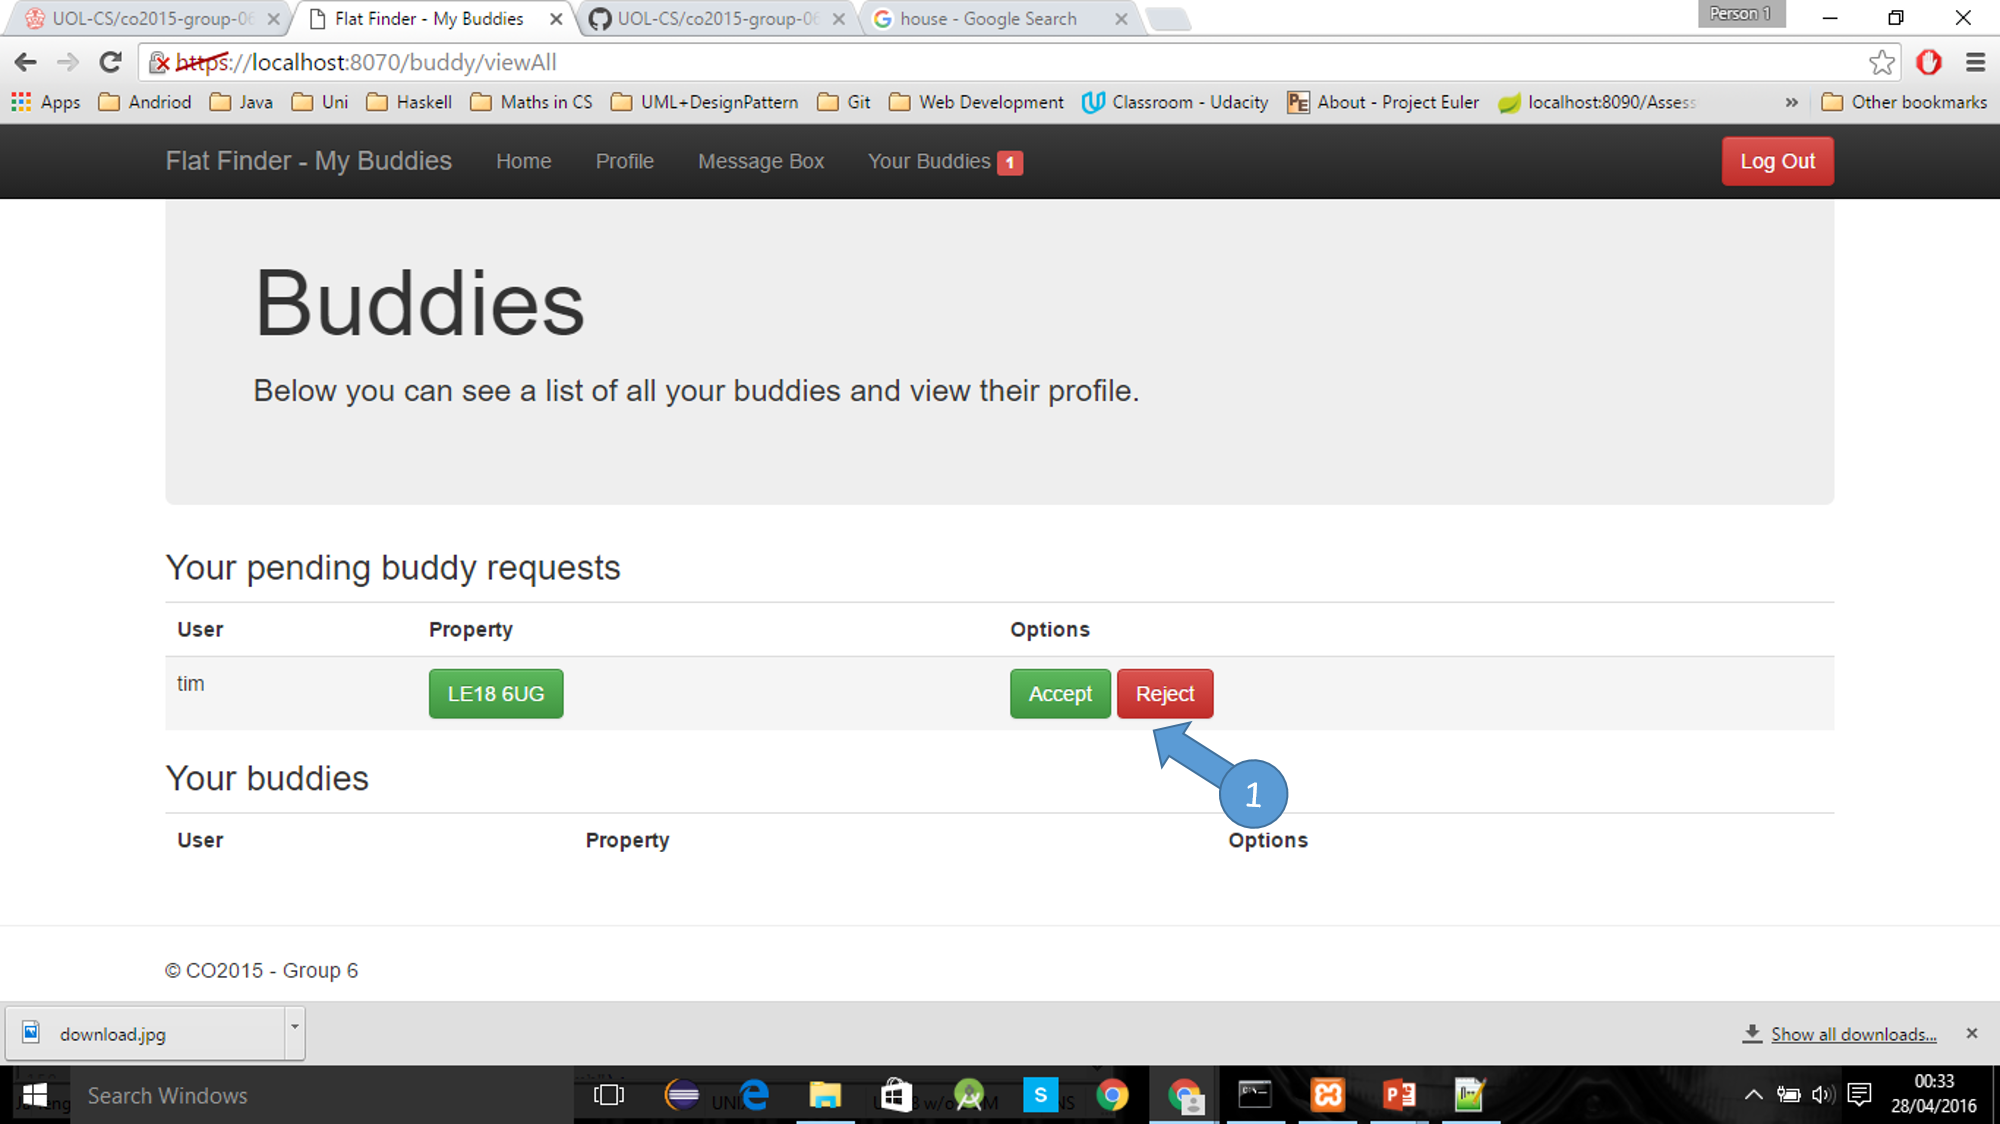 UOL-CS/co2015-group-06
Flat Finder - My Buddies
UOL-CS/co2015-group-06
house - Google Search
Person 1
https://localhost:8070/buddy/viewAll
Apps Andriod Java Uni Haskell Maths in CS UML+DesignPattern Git Web Development Classroom - Udacity About - Project Euler localhost:8090/Assess » Other bookmarks
Flat Finder - My Buddies Home Profile Message Box Your Buddies 1 Log Out
Buddies
Below you can see a list of all your buddies and view their profile.
Your pending buddy requests
User Property Options
tim LE18 6UG Accept Reject
1
Your buddies
User Property Options
© CO2015 - Group 6
download.jpg Show all downloads...
Search Windows
00:33
28/04/2016